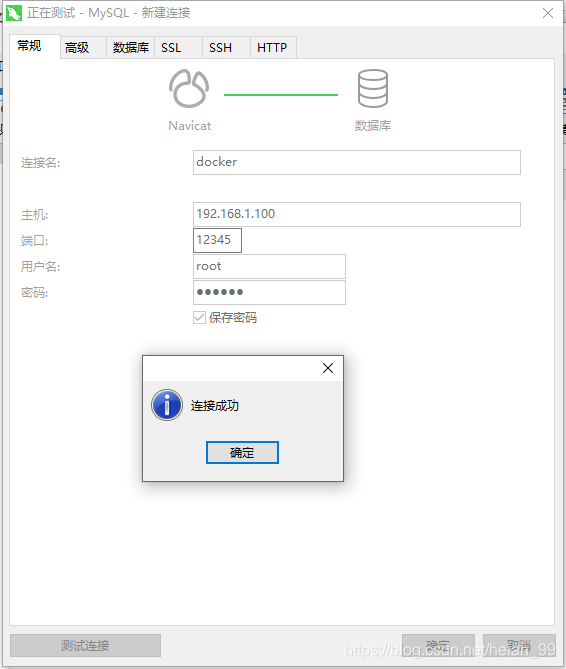 正在测试 - MySQL - 新建连接
常规 高级 数据库 SSL SSH HTTP
Navicat 数据库
连接名: docker
主机: 192.168.1.100
端口: 12345
用户名: root
密码: ●●●●●●
保存密码
连接成功
确定
测试连接 确定 取消
https://blog.csdn.net/heian_99